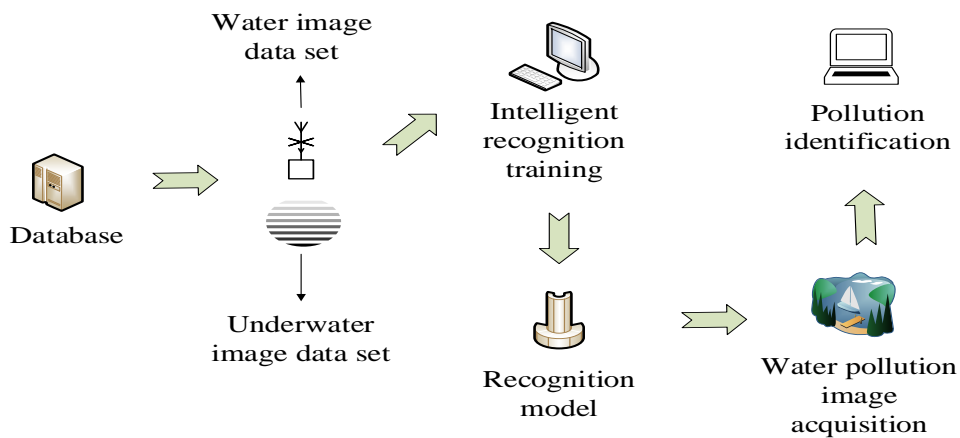 Database
Water image
data set
Underwater
image data set
Intelligent
recognition
training
Recognition
model
Water pollution
image
acquisition
Pollution
identification